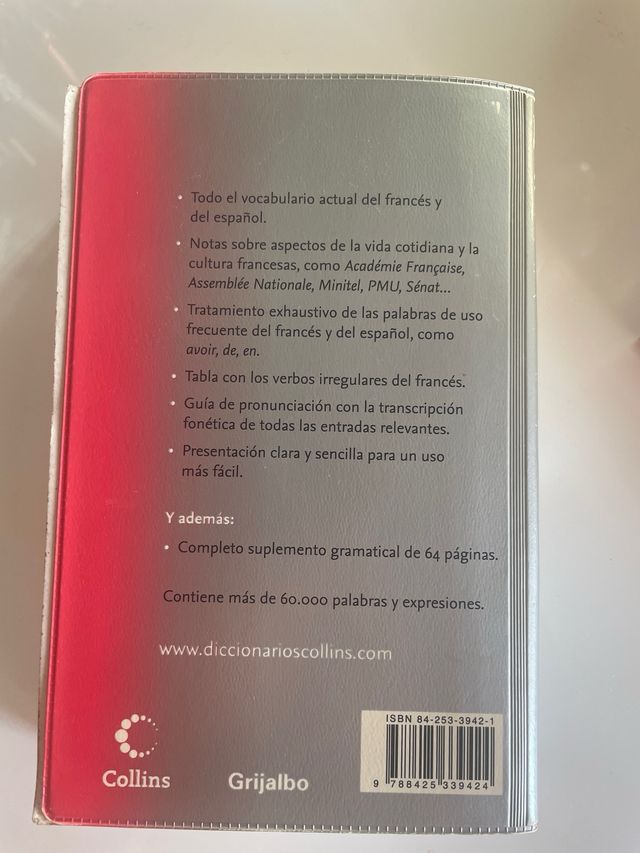 • Todo el vocabulario actual del francés y
del español.
• Notas sobre aspectos de la vida cotidiana y la
cultura francesas, como Académie Française,
Assemblée Nationale, Minitel, PMU, Sénat...
• Tratamiento exhaustivo de las palabras de uso
frecuente del francés y del español, como
avoir, de, en.
• Tabla con los verbos irregulares del francés.
• Guía de pronunciación con la transcripción
fonética de todas las entradas relevantes.
• Presentación clara y sencilla para un uso
más fácil.
Y además:
• Completo suplemento gramatical de 64 páginas.
Contiene más de 60.000 palabras y expresiones.
www.diccionarioscollins.com
Collins
Grijalbo
ISBN 84-253-3942-1
9 788425 339424